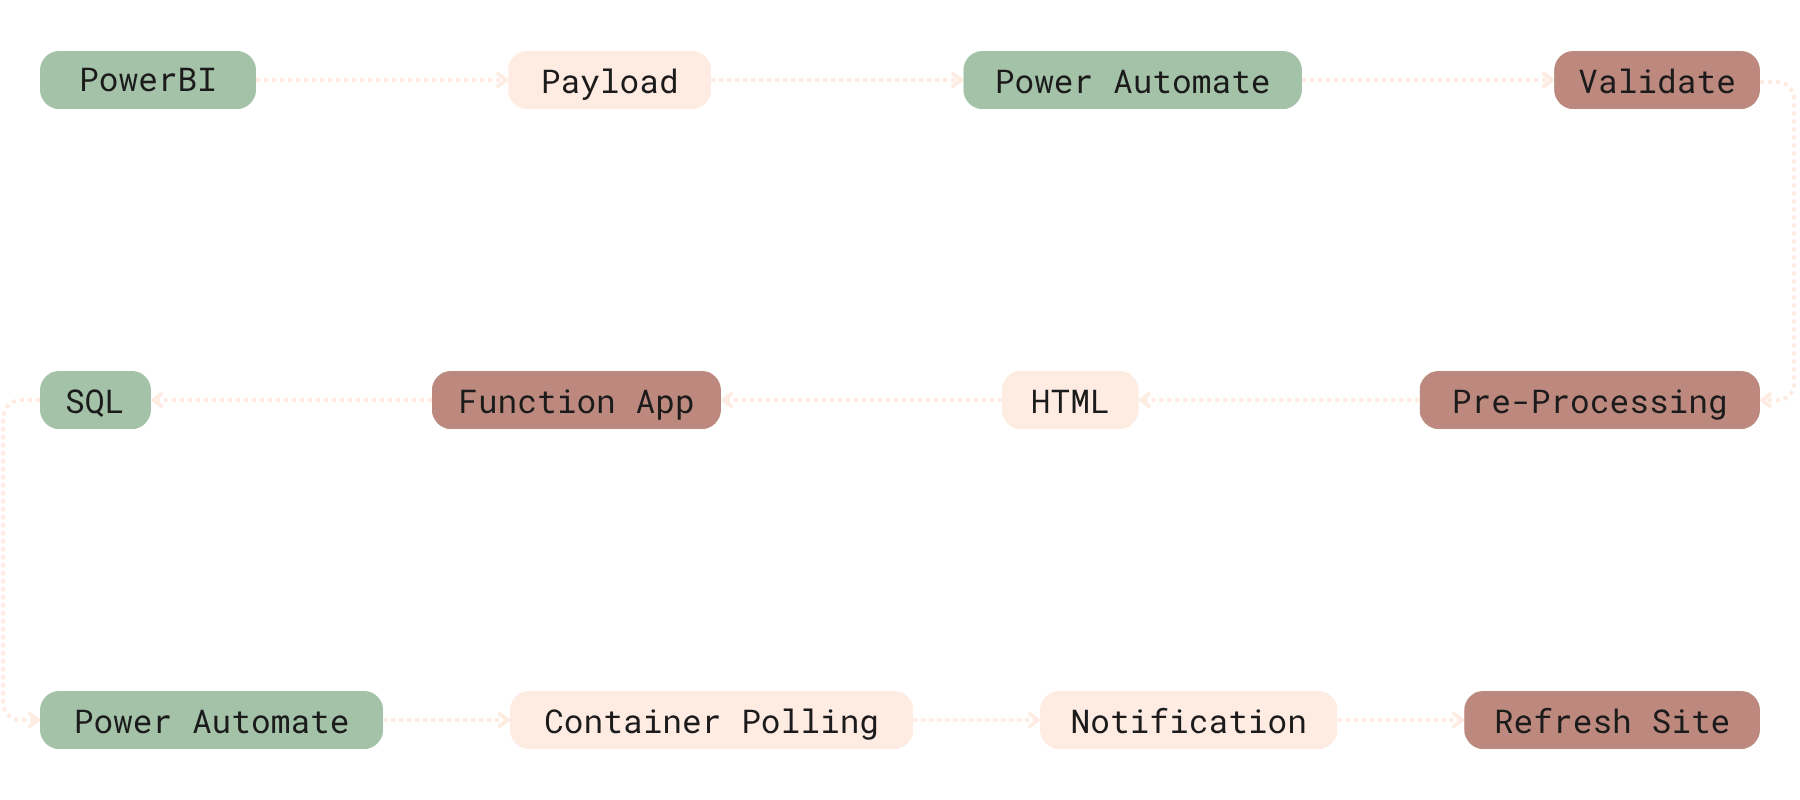 PowerBI
Payload
Power Automate
Validate
Pre-Processing
HTML
Function App
SQL
Power Automate
Container Polling
Notification
Refresh Site